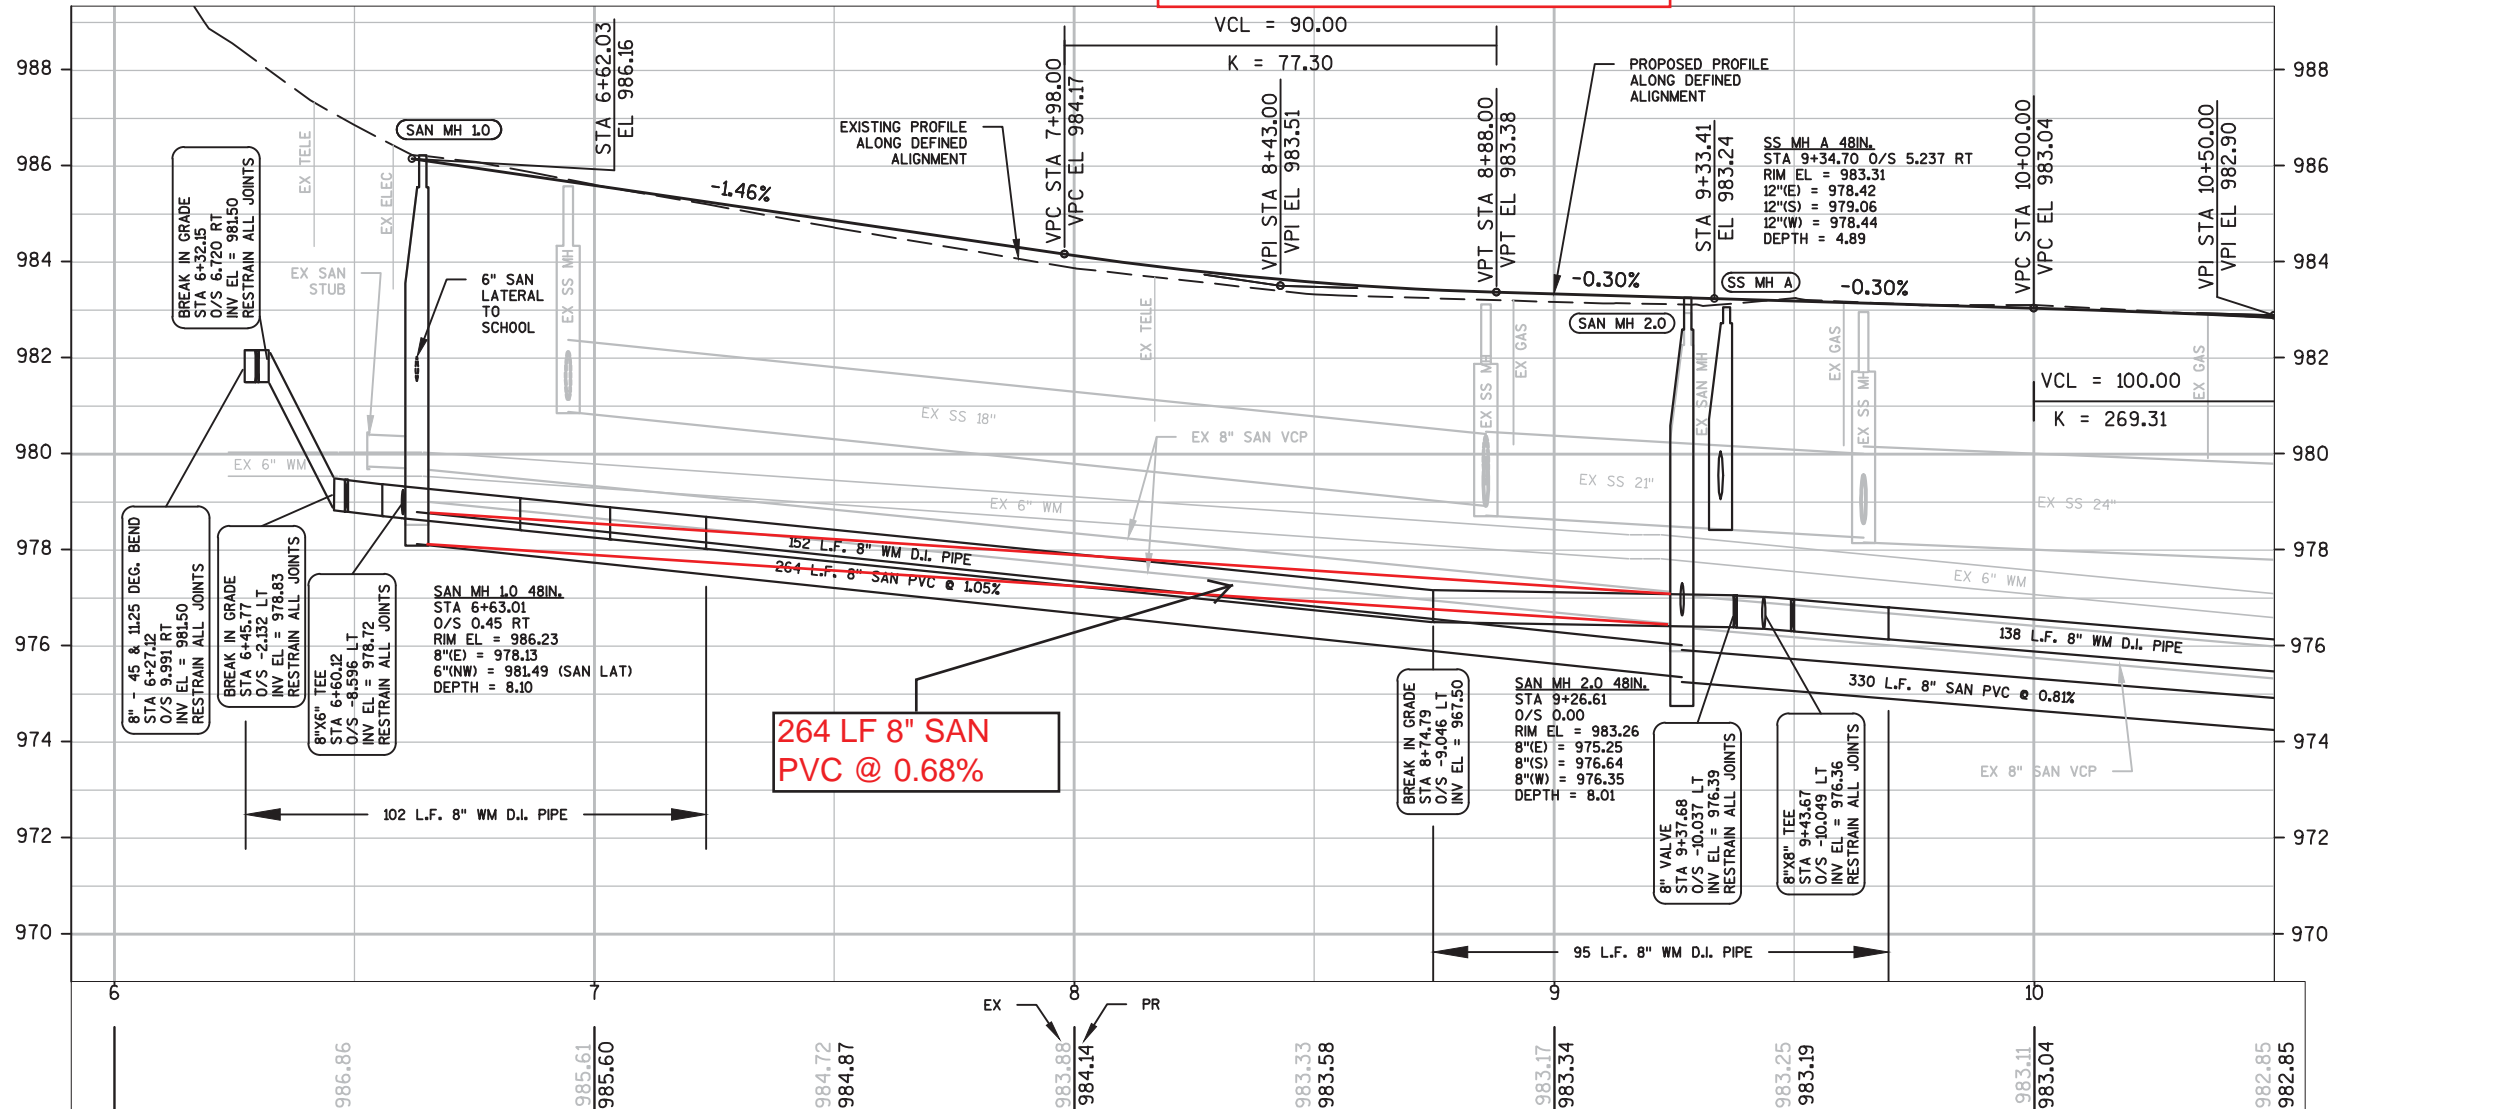 VCL = 90.00
K = 77.30
988
986
984
982
980
978
976
974
972
970
988
986
984
982
980
978
976
974
972
970
SAN MH 1.0
STA 6+62.03
EL 986.16
EX TELE
EX ELEC
BREAK IN GRADE
STA 6+32.15
O/S 6.720 RT
INV EL = 981.50
RESTRAIN ALL JOINTS
EX SAN
STUB
6" SAN
LATERAL
TO
SCHOOL
EX SS MH
-1.46%
EXISTING PROFILE
ALONG DEFINED
ALIGNMENT
VPC STA 7+98.00
VPC EL 984.17
VPI STA 8+43.00
VPI EL 983.51
VPT STA 8+88.00
VPT EL 983.38
PROPOSED PROFILE
ALONG DEFINED
ALIGNMENT
-0.30%
STA 9+33.41
EL 983.24
SS MH A 48IN.
STA 9+34.70 O/S 5.237 RT
RIM EL = 983.31
12"(E) = 978.42
12"(S) = 979.06
12"(W) = 978.44
DEPTH = 4.89
SS MH A
-0.30%
SAN MH 2.0
VPC STA 10+00.00
VPC EL 983.04
VPI STA 10+50.00
VPI EL 982.90
VCL = 100.00
K = 269.31
EX TELE
EX SS MH
EX GAS
EX SAN MH
EX GAS
EX SS MH
EX GAS
EX SS 18"
EX 8" SAN VCP
EX 6" WM
EX 6" WM
EX SS 21"
EX SS 24"
EX 6" WM
152 L.F. 8" WM D.I. PIPE
264 L.F. 8" SAN PVC @ 1.05%
138 L.F. 8" WM D.I. PIPE
330 L.F. 8" SAN PVC @ 0.81%
EX 8" SAN VCP
8" - 45 & 11.25 DEG. BEND
STA 6+27.12
O/S 9.991 RT
INV EL = 981.50
RESTRAIN ALL JOINTS
BREAK IN GRADE
STA 6+45.77
O/S -2.132 LT
INV EL = 978.83
RESTRAIN ALL JOINTS
8"X6" TEE
STA 6+60.12
O/S -8.596 LT
INV EL = 978.72
RESTRAIN ALL JOINTS
SAN MH 1.0 48IN.
STA 6+63.01
O/S 0.45 RT
RIM EL = 986.23
8"(E) = 978.13
6"(NW) = 981.49 (SAN LAT)
DEPTH = 8.10
264 LF 8" SAN
PVC @ 0.68%
BREAK IN GRADE
STA 8+74.79
O/S -9.046 LT
INV EL = 967.50
SAN MH 2.0 48IN.
STA 9+26.61
O/S 0.00
RIM EL = 983.26
8"(E) = 975.25
8"(S) = 976.64
8"(W) = 976.35
DEPTH = 8.01
8" VALVE
STA 9+37.68
O/S -10.037 LT
INV EL = 976.39
RESTRAIN ALL JOINTS
8"X8" TEE
STA 9+43.67
O/S -10.049 LT
INV EL = 976.36
RESTRAIN ALL JOINTS
102 L.F. 8" WM D.I. PIPE
95 L.F. 8" WM D.I. PIPE
6
7
8
9
10
EX
PR
986.86
985.61
985.60
984.72
984.87
983.88
984.14
983.33
983.58
983.17
983.34
983.25
983.19
983.11
983.04
982.85
982.85